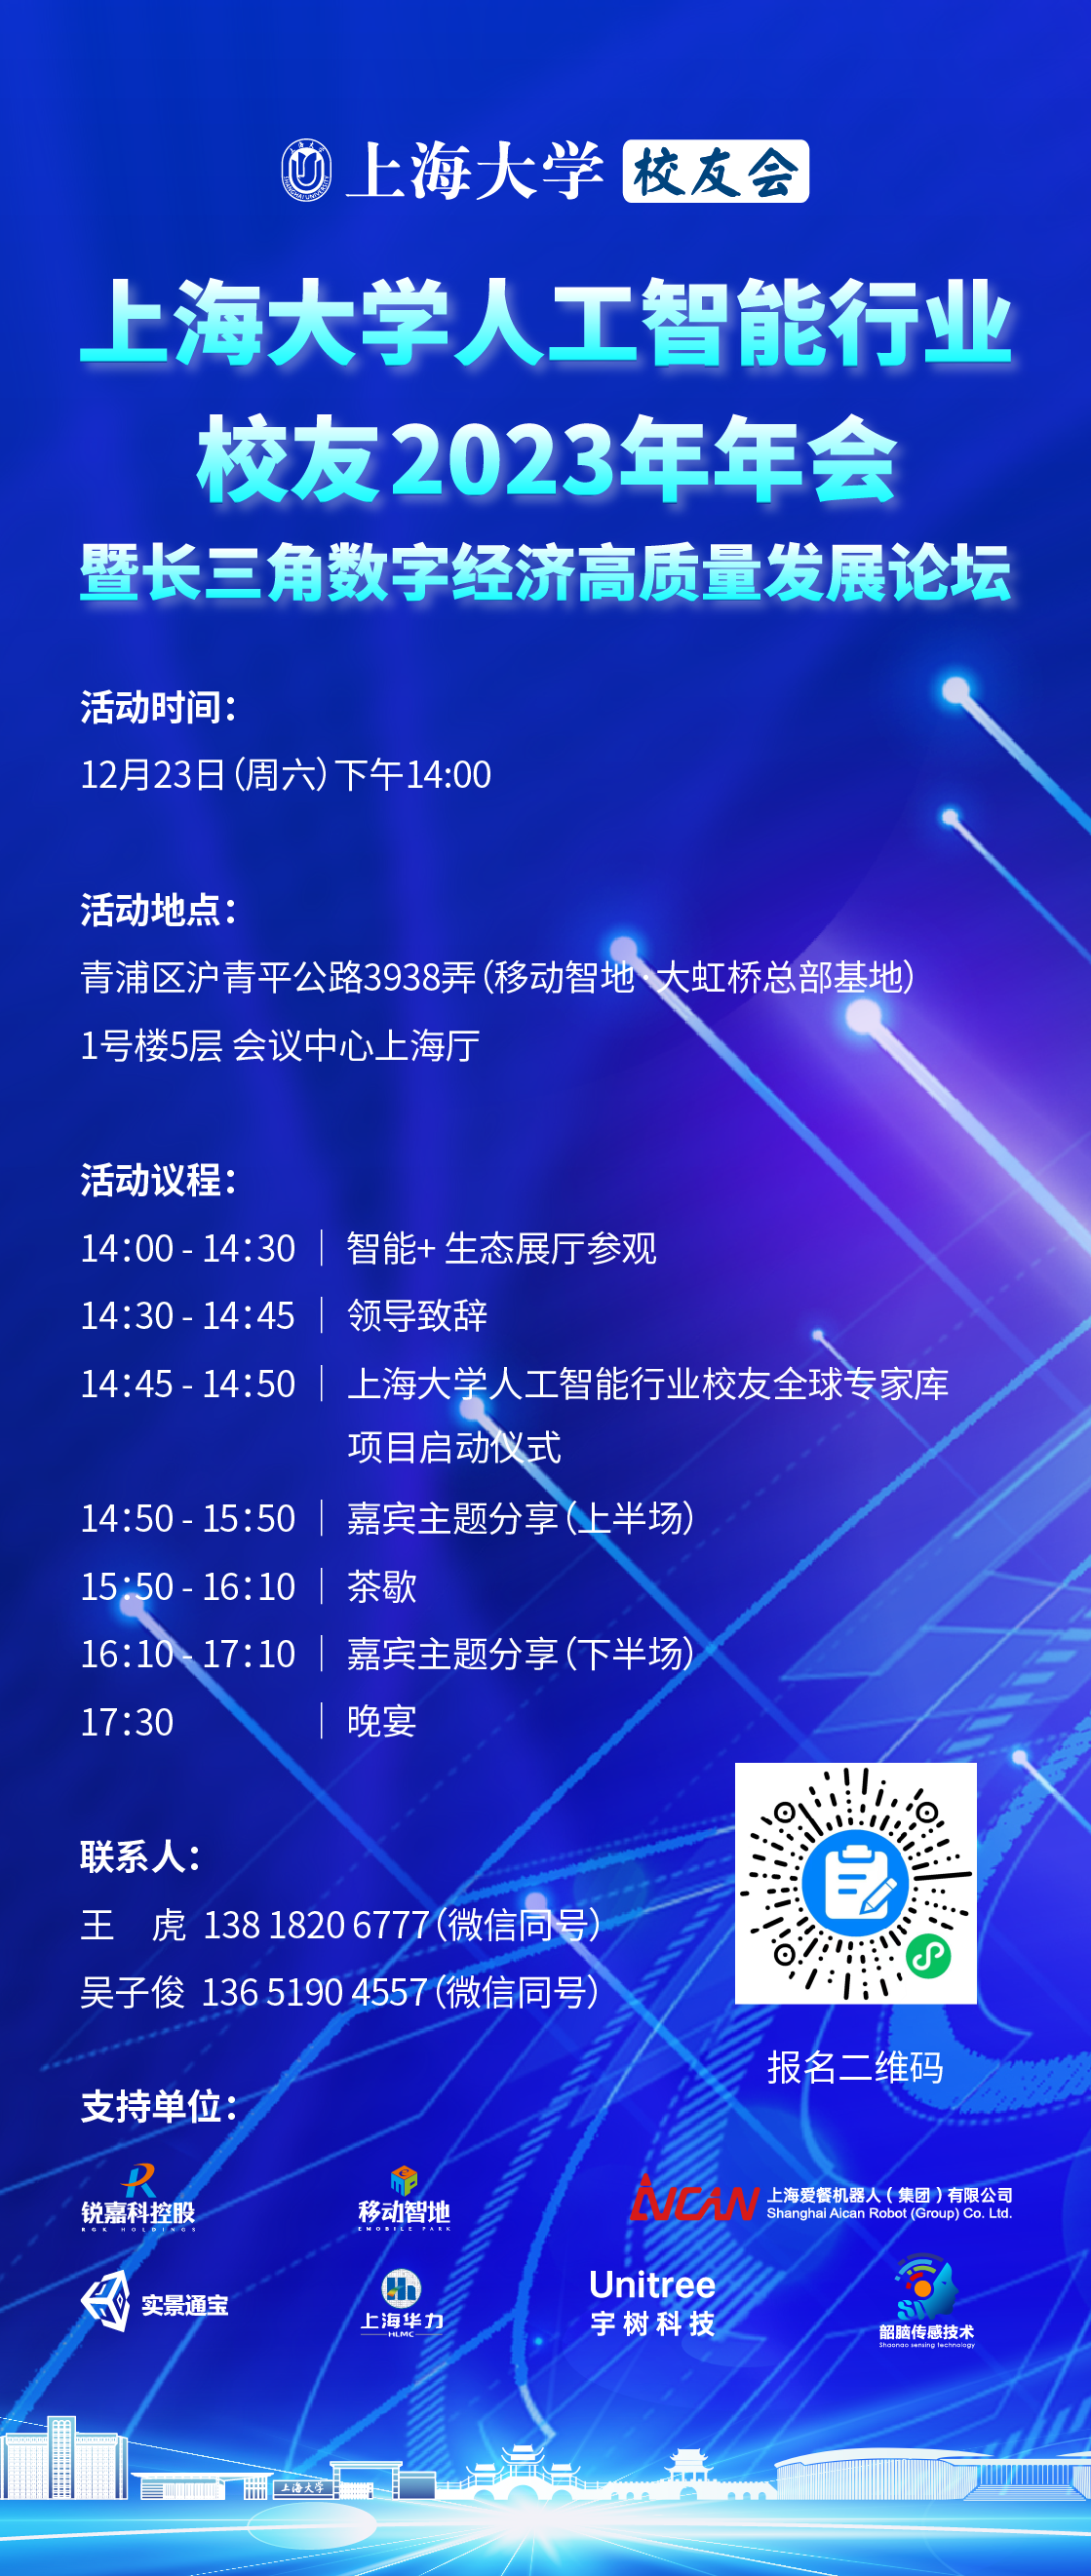 上海大学 校友会
上海大学人工智能行业
校友2023年年会
暨长三角数字经济高质量发展论坛
活动时间：
12月23日（周六）下午14:00
活动地点：
青浦区沪青平公路3938弄（移动智地·大虹桥总部基地）
1号楼5层 会议中心上海厅
活动议程：
14：00 - 14：30 ｜ 智能+ 生态展厅参观
14：30 - 14：45 ｜ 领导致辞
14：45 - 14：50 ｜ 上海大学人工智能行业校友全球专家库
项目启动仪式
14：50 - 15：50 ｜ 嘉宾主题分享（上半场）
15：50 - 16：10 ｜ 茶歇
16：10 - 17：10 ｜ 嘉宾主题分享（下半场）
17：30 ｜ 晚宴
联系人：
王 虎 138 1820 6777（微信同号）
吴子俊 136 5190 4557（微信同号）
报名二维码
支持单位：
锐嘉科控股
RGK HOLDINGS
移动智地
EMOBILE PARK
AICAN 上海爱餐机器人（集团）有限公司
Shanghai Aican Robot (Group) Co. Ltd.
实景通宝
上海华力
HLMC
Unitree
宇树科技
韶脑传感技术
Shaonao sensing technology
上海大学